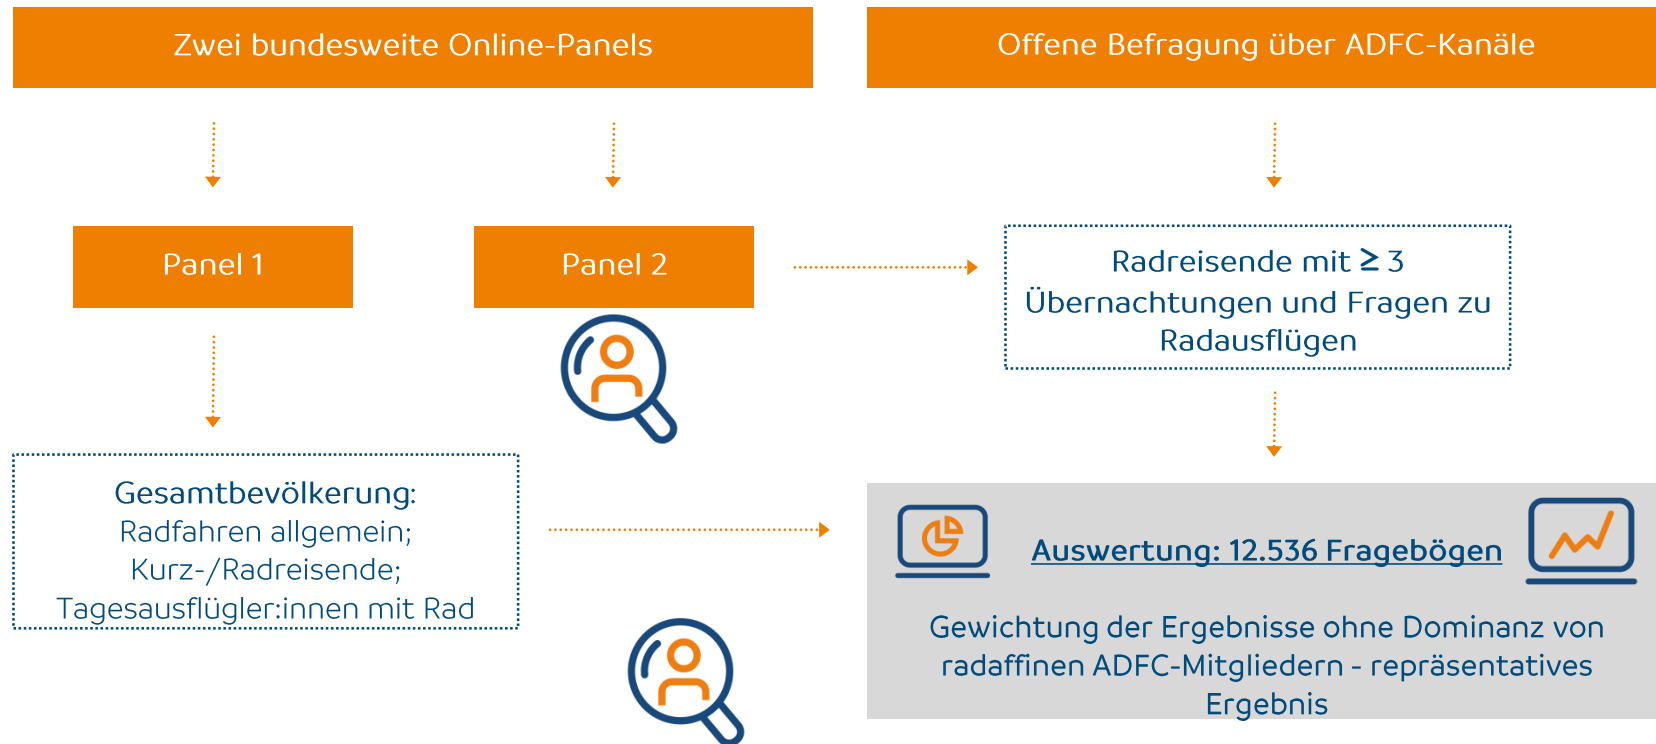 Zwei bundesweite Online-Panels
Offene Befragung über ADFC-Kanäle
Panel 1
Panel 2
Radreisende mit ≥ 3
Übernachtungen und Fragen zu
Radausflügen
Gesamtbevölkerung:
Radfahren allgemein;
Kurz-/Radreisende;
Tagesausflügler:innen mit Rad
Auswertung: 12.536 Fragebögen
Gewichtung der Ergebnisse ohne Dominanz von
radaffinen ADFC-Mitgliedern - repräsentatives
Ergebnis